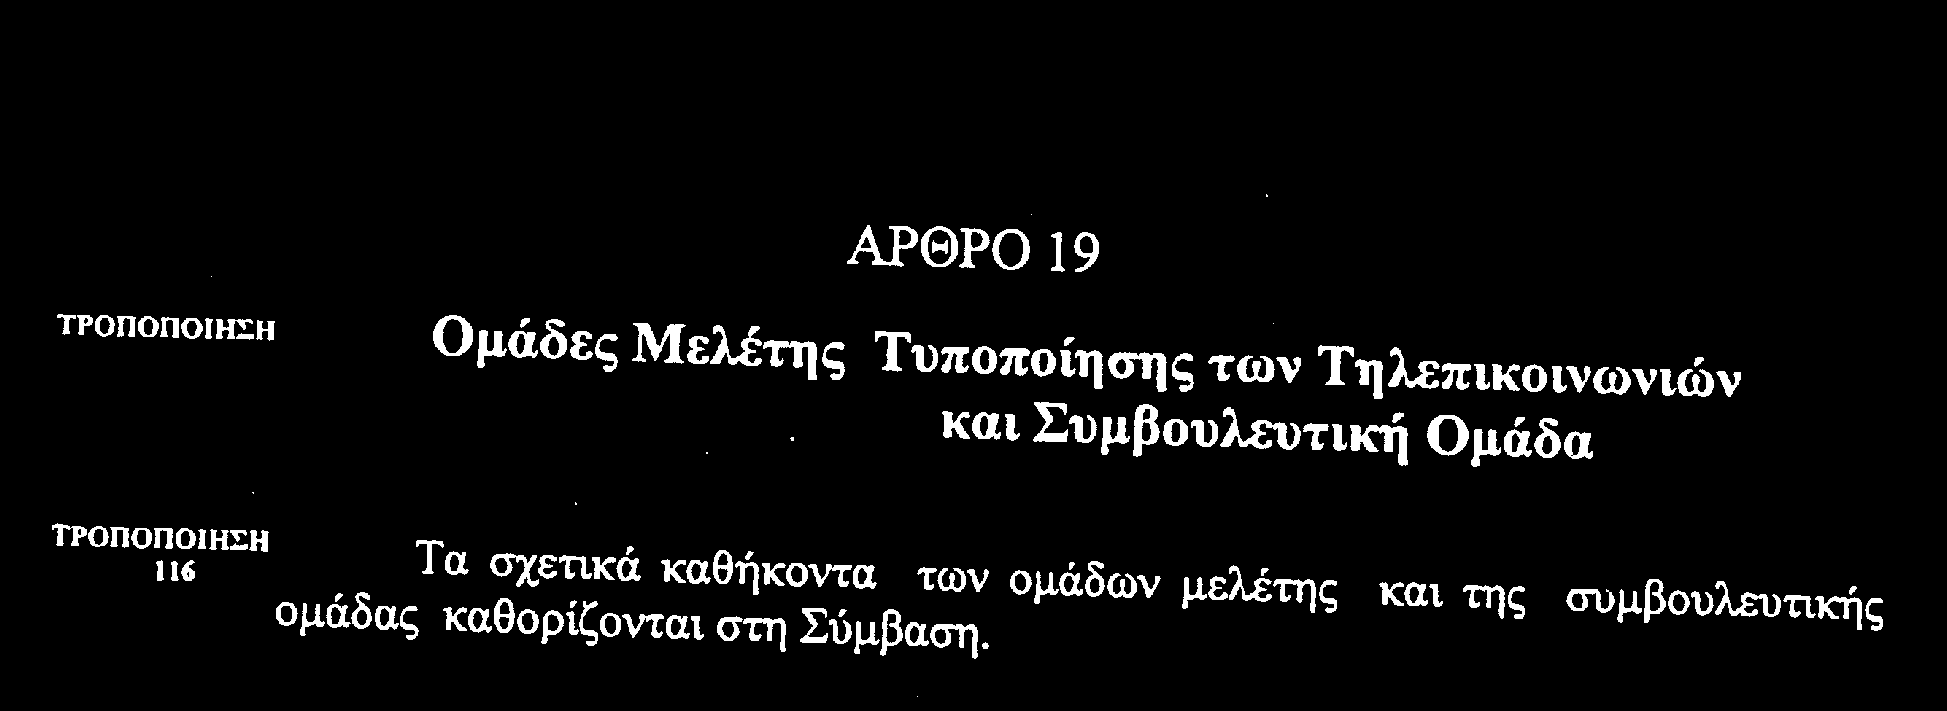 ΑΡΘΡΟ 19
ΤΡΟΠΟΠΟΙΗΣΗ Ομάδες Μελέτης Τυποποίησης των Τηλεπικοινωνιών
και Συμβουλευτική Ομάδα
ΤΡΟΠΟΠΟΙΗΣΗ
116 Τα σχετικά καθήκοντα των ομάδων μελέτης και της συμβουλευτικής
ομάδας καθορίζονται στη Σύμβαση.